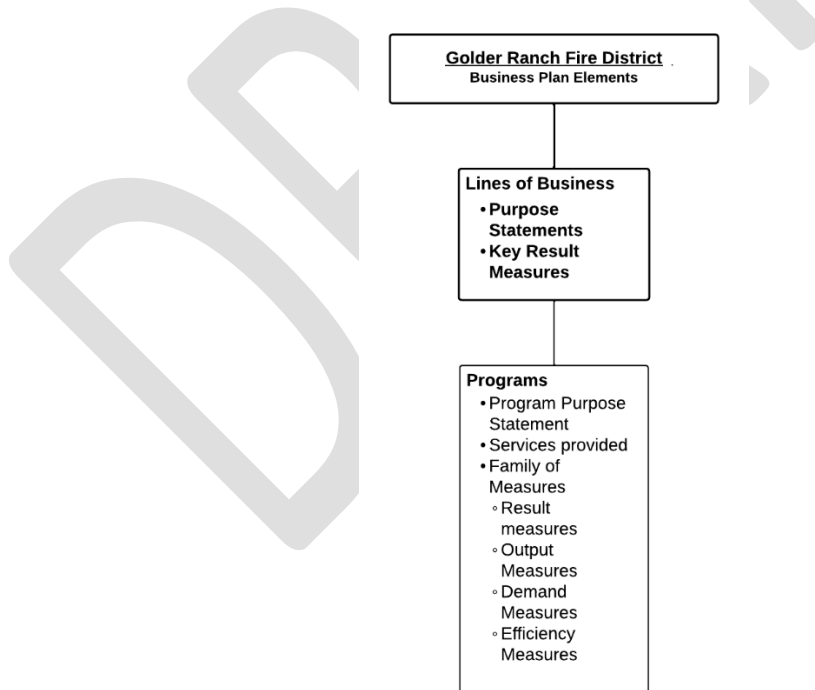 Golder Ranch Fire District
Business Plan Elements
Lines of Business
• Purpose
Statements
• Key Result
Measures
Programs
• Program Purpose
Statement
• Services provided
• Family of
Measures
◦ Result
measures
◦ Output
Measures
◦ Demand
Measures
◦ Efficiency
Measures